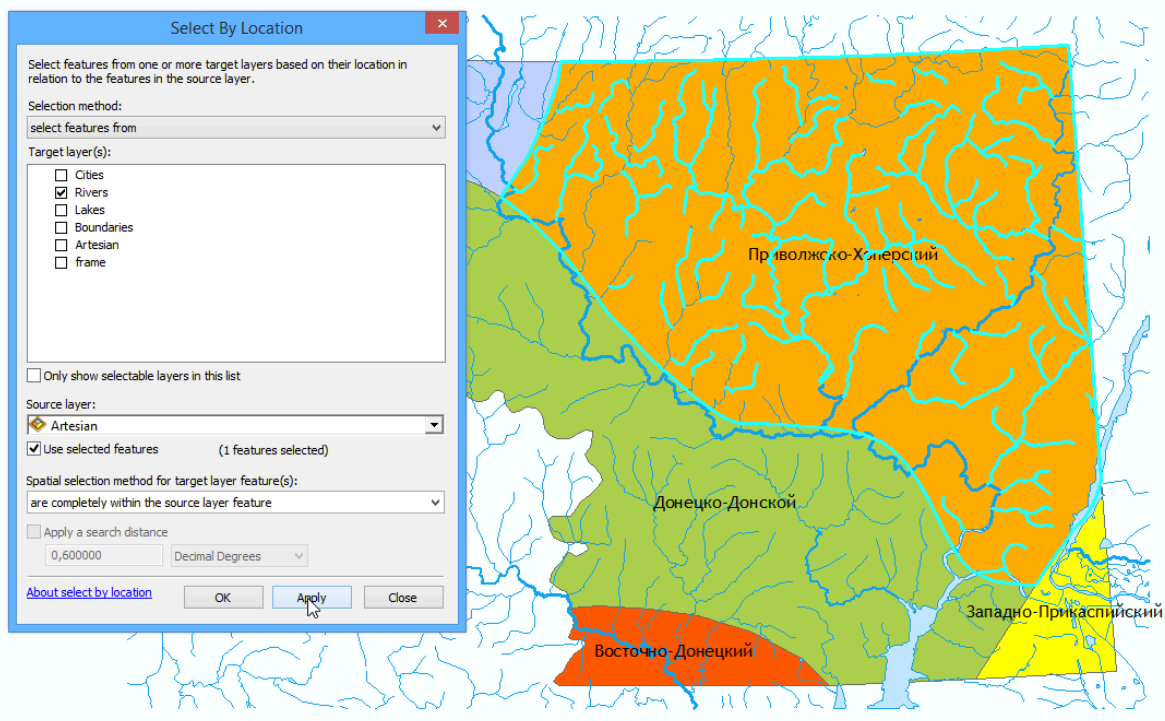 Select By Location
Select features from one or more target layers based on their location in
relation to the features in the source layer.
Selection method:
select features from
Target layer(s):
Cities
Rivers
Lakes
Boundaries
Artesian
frame
Only show selectable layers in this list
Source layer:
Artesian
Use selected features (1 features selected)
Spatial selection method for target layer feature(s):
are completely within the source layer feature
Apply a search distance
0,600000 Decimal Degrees
About select by location OK Apply Close
Приволжско-Хоперский
Донецко-Донской
Западно-Прикаспийский
Восточно-Донецкий